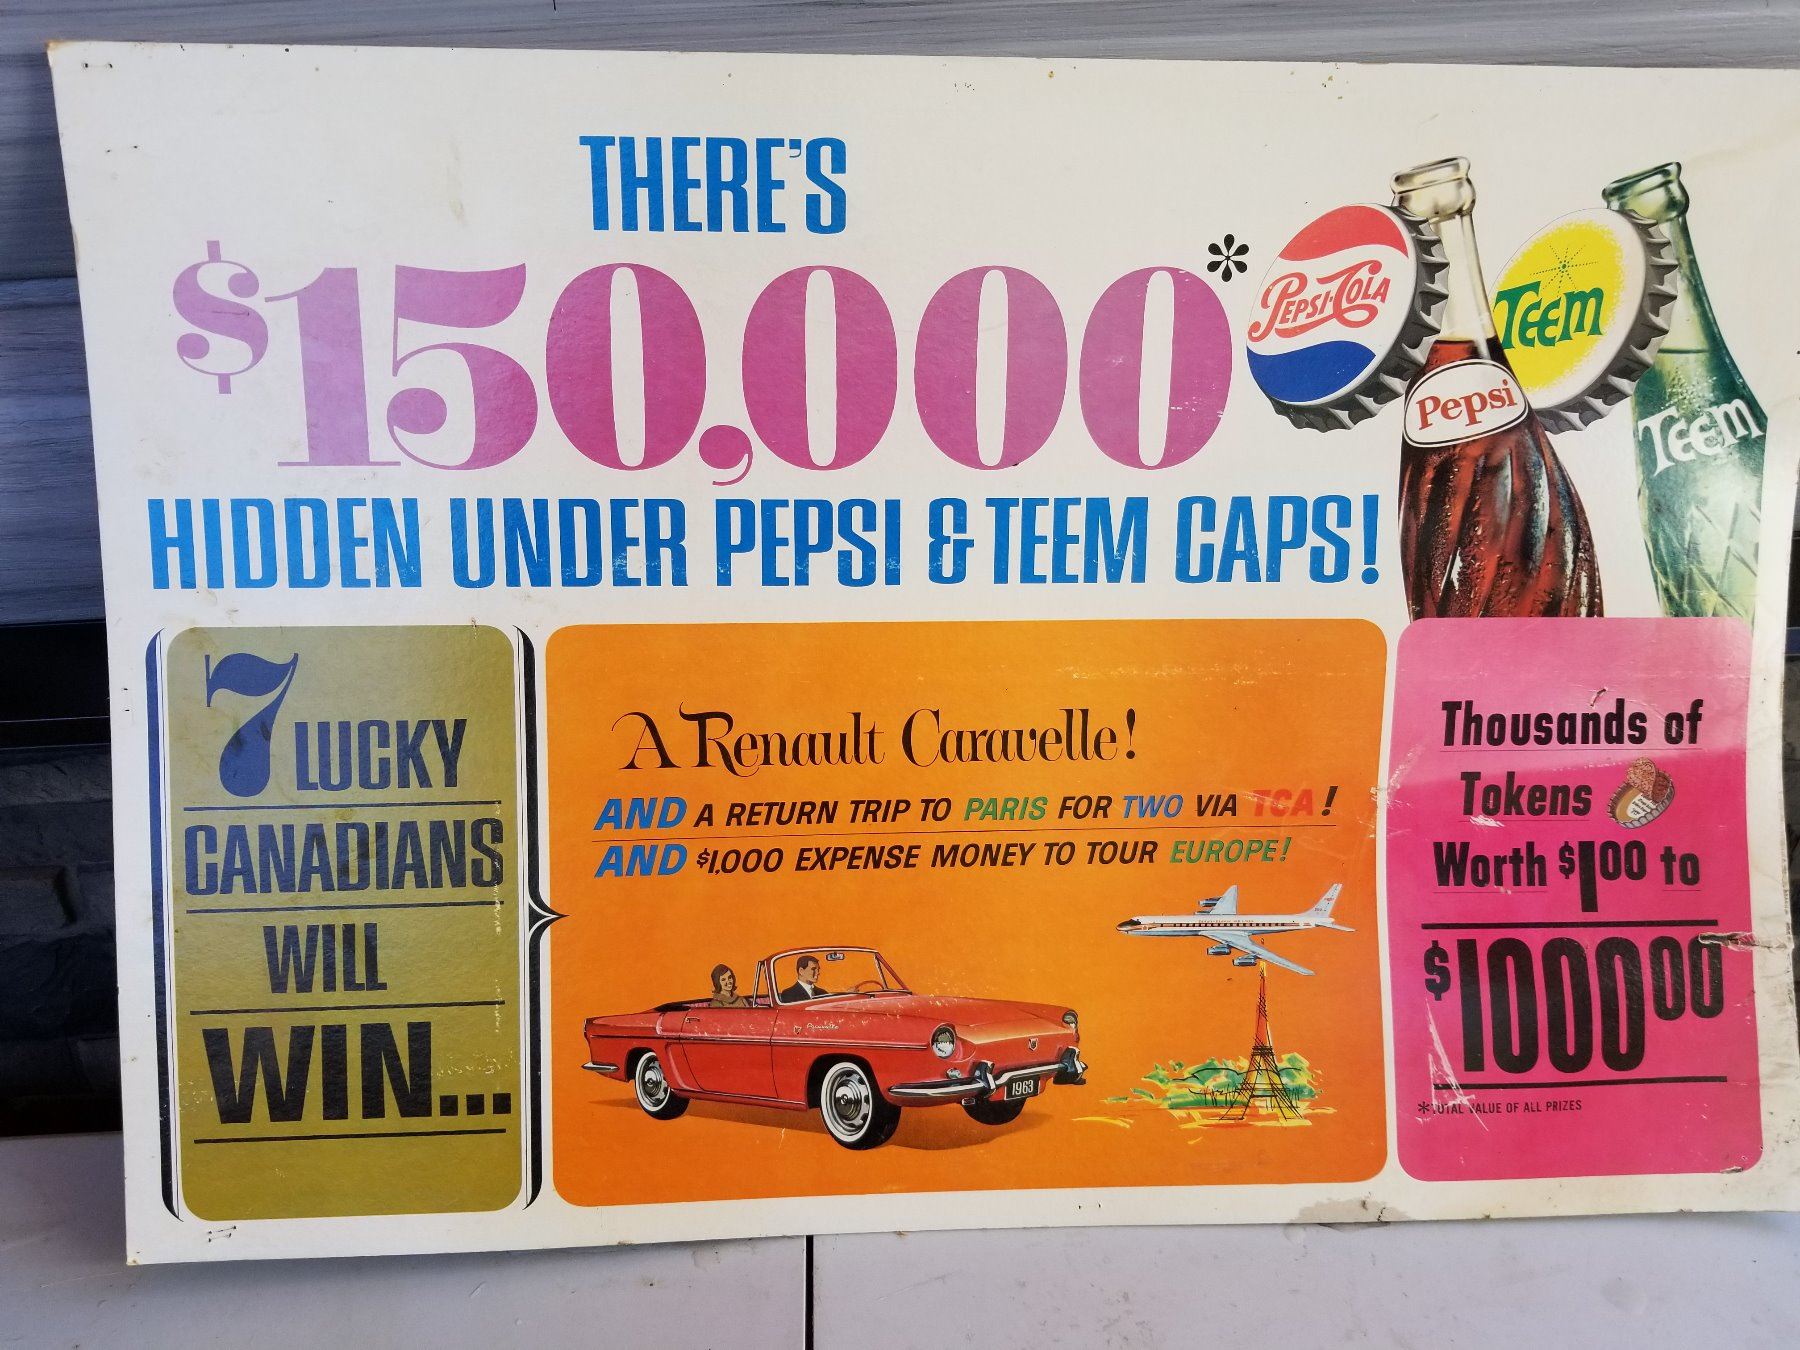 THERE'S
$150,000*
HIDDEN UNDER PEPSI & TEEM CAPS!
PEPSI-COLA
TEEM
Pepsi
TEEM
7 LUCKY
CANADIANS
WILL
WIN...
A Renault Caravelle!
AND A RETURN TRIP TO PARIS FOR TWO VIA TCA!
AND $1,000 EXPENSE MONEY TO TOUR EUROPE!
1963
Thousands of
Tokens
Worth $1 00 to
$1000 00
*TOTAL VALUE OF ALL PRIZES